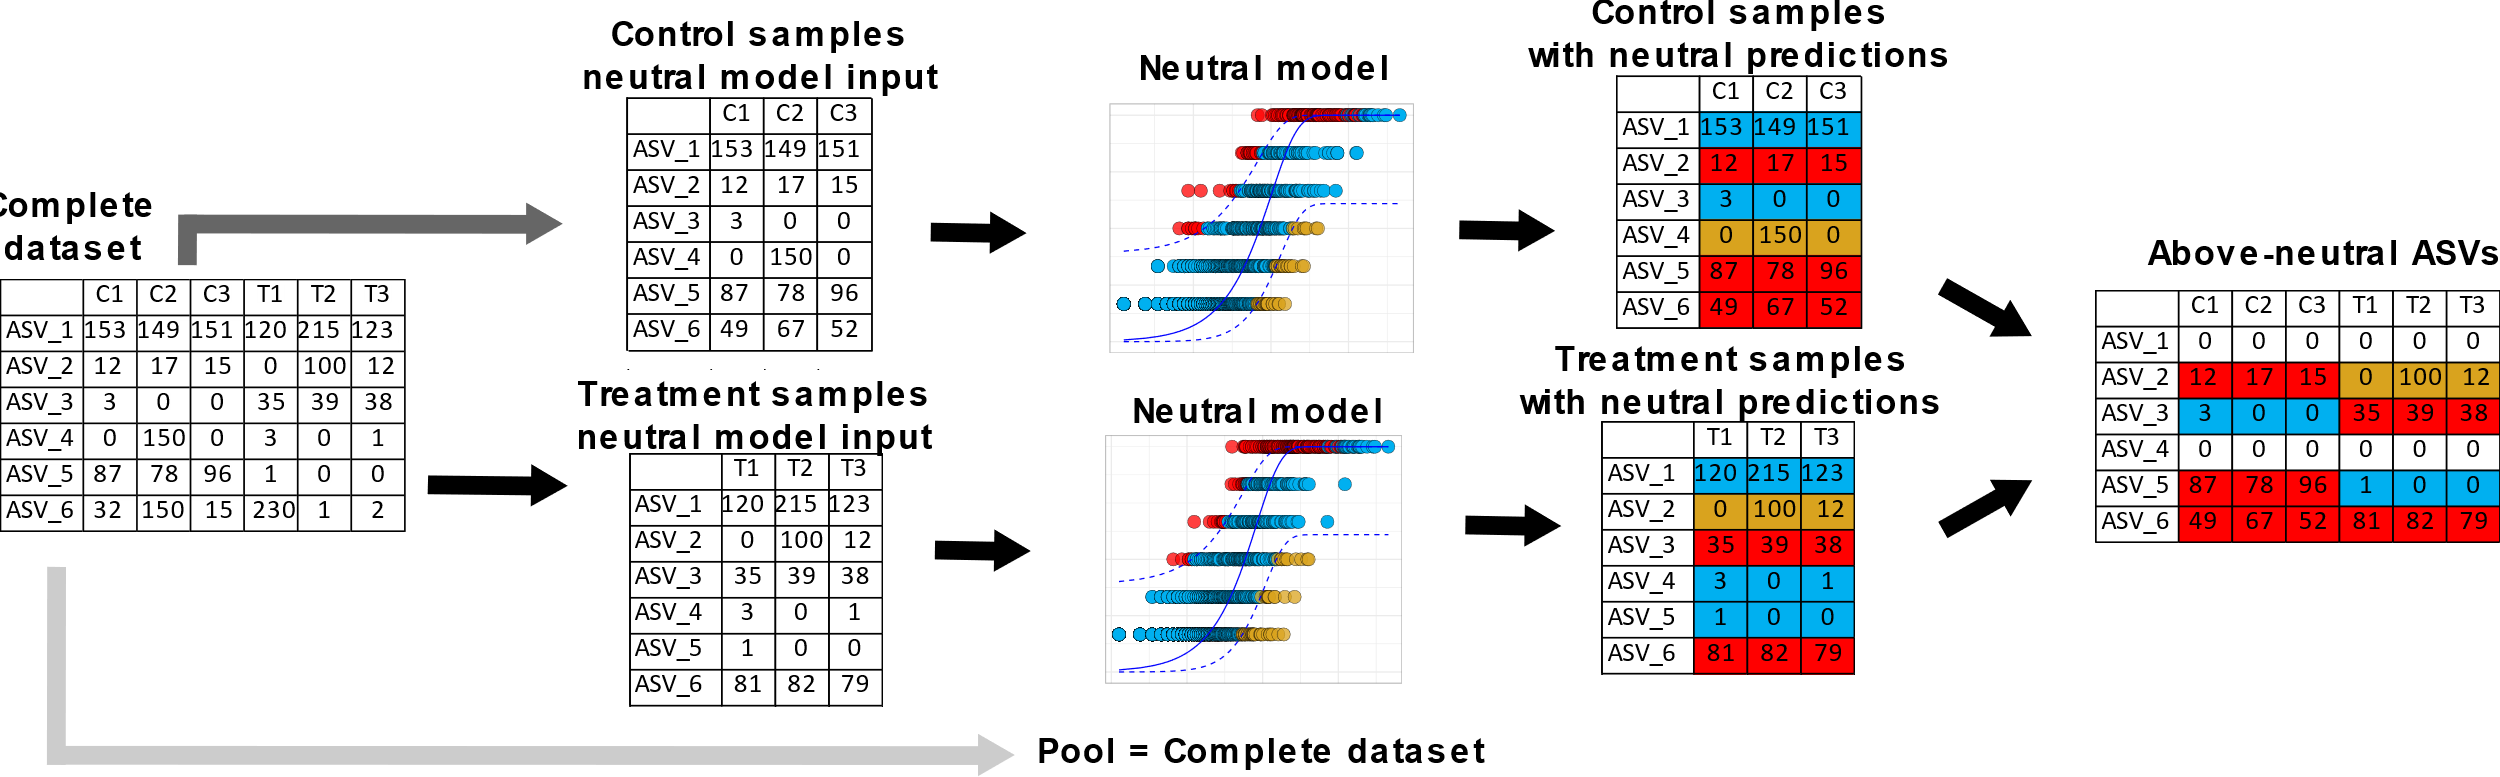 Complete
dataset
C1 C2 C3 T1 T2 T3
ASV_1 153 149 151 120 215 123
ASV_2 12 17 15 0 100 12
ASV_3 3 0 0 35 39 38
ASV_4 0 150 0 3 0 1
ASV_5 87 78 96 1 0 0
ASV_6 32 150 15 230 1 2
Control samples
neutral model input
C1 C2 C3
ASV_1 153 149 151
ASV_2 12 17 15
ASV_3 3 0 0
ASV_4 0 150 0
ASV_5 87 78 96
ASV_6 49 67 52
Treatment samples
neutral model input
T1 T2 T3
ASV_1 120 215 123
ASV_2 0 100 12
ASV_3 35 39 38
ASV_4 3 0 1
ASV_5 1 0 0
ASV_6 81 82 79
Neutral model
Neutral model
Pool = Complete dataset
Control samples
with neutral predictions
C1 C2 C3
ASV_1 153 149 151
ASV_2 12 17 15
ASV_3 3 0 0
ASV_4 0 150 0
ASV_5 87 78 96
ASV_6 49 67 52
Treatment samples
with neutral predictions
T1 T2 T3
ASV_1 120 215 123
ASV_2 0 100 12
ASV_3 35 39 38
ASV_4 3 0 1
ASV_5 1 0 0
ASV_6 81 82 79
Above-neutral ASVs
C1 C2 C3 T1 T2 T3
ASV_1 0 0 0 0 0 0
ASV_2 12 17 15 0 100 12
ASV_3 3 0 0 35 39 38
ASV_4 0 0 0 0 0 0
ASV_5 87 78 96 1 0 0
ASV_6 49 67 52 81 82 79